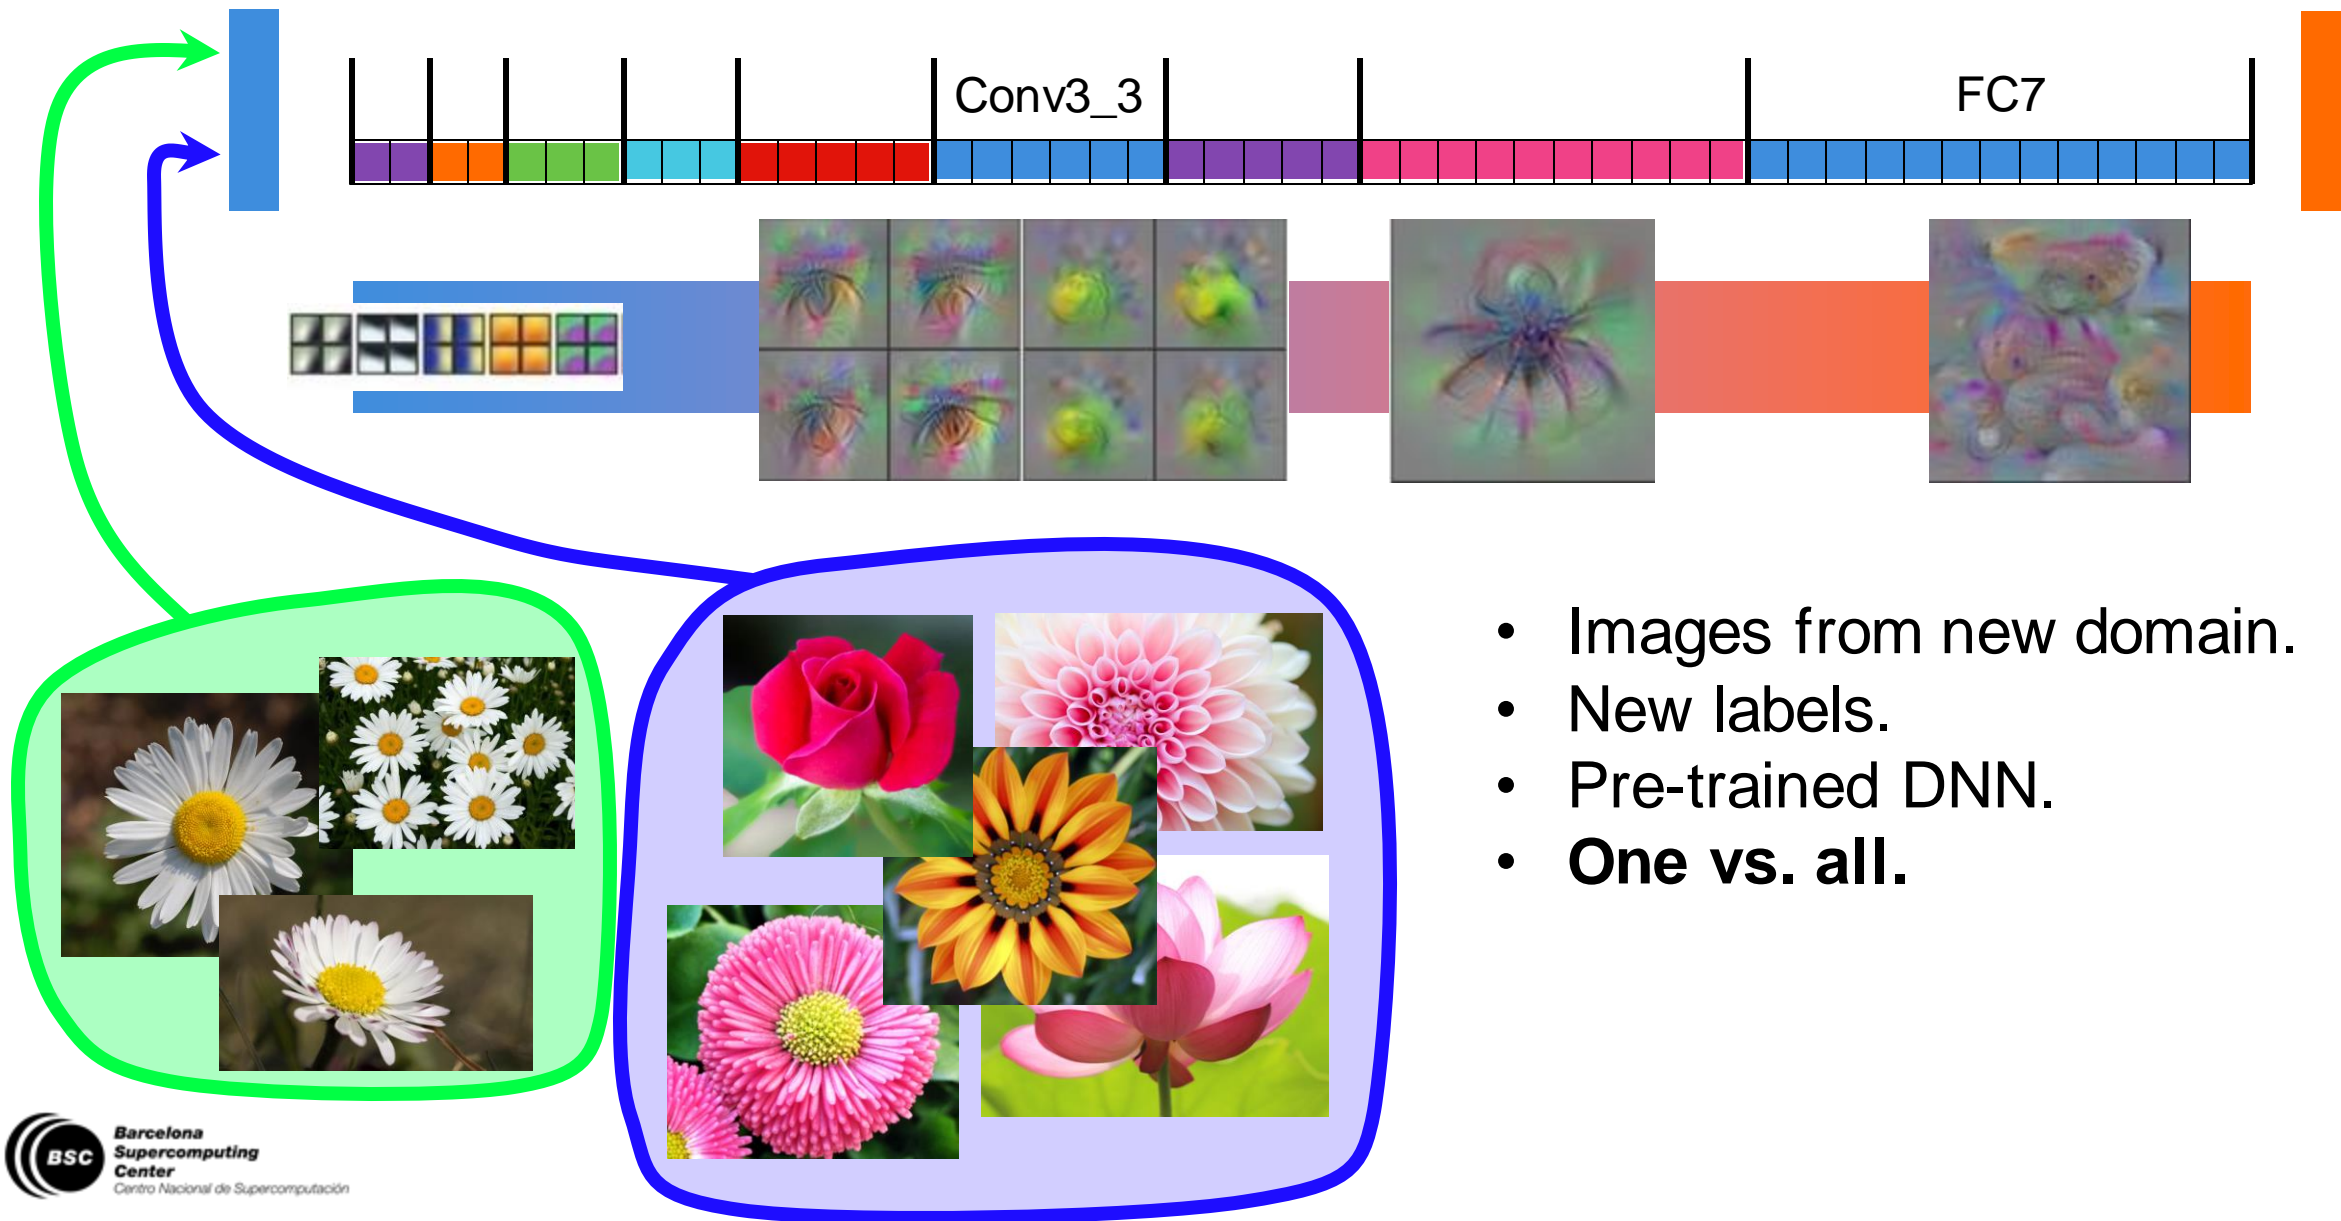 Conv3_3
FC7
• Images from new domain.
• New labels.
• Pre-trained DNN.
• One vs. all.
BSC
Barcelona
Supercomputing
Center
Centro Nacional de Supercomputación